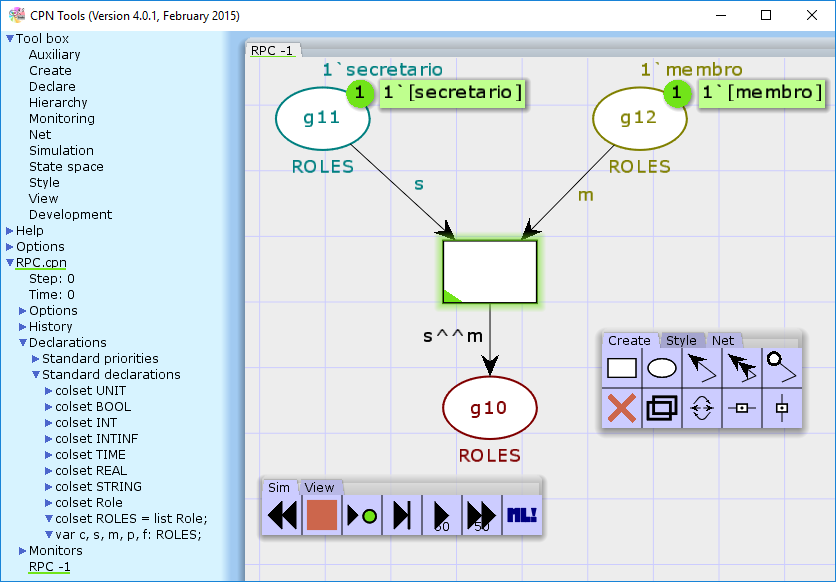 CPN Tools (Version 4.0.1, February 2015)
Tool box
Auxiliary
Create
Declare
Hierarchy
Monitoring
Net
Simulation
State space
Style
View
Development
Help
Options
RPC.cpn
Step: 0
Time: 0
Options
History
Declarations
Standard priorities
Standard declarations
colset UNIT
colset BOOL
colset INT
colset INTINF
colset TIME
colset REAL
colset STRING
colset Role
colset ROLES = list Role;
var c, s, m, p, f: ROLES;
Monitors
RPC -1
RPC -1
1`secretario
1 1`[secretario]
g11
ROLES
s
1`membro
1 1`[membro]
g12
ROLES
m
s^^m
g10
ROLES
Create Style Net
Sim View
50 50 ML!